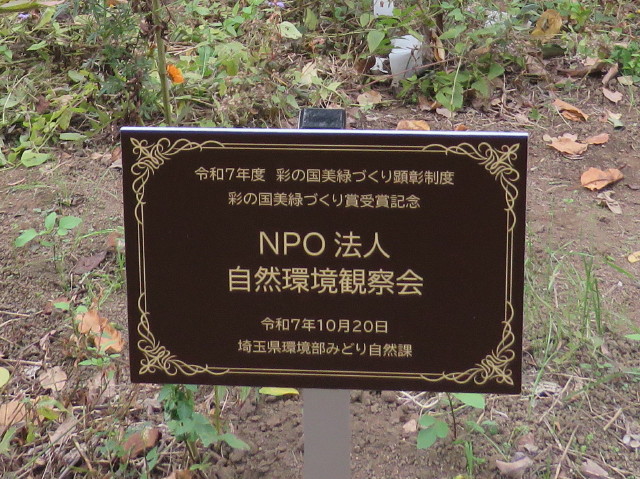 令和7年度 彩の国美緑づくり顕彰制度
彩の国美緑づくり賞受賞記念
NPO 法人
自然環境観察会
令和7年10月20日
埼玉県環境部みどり自然課